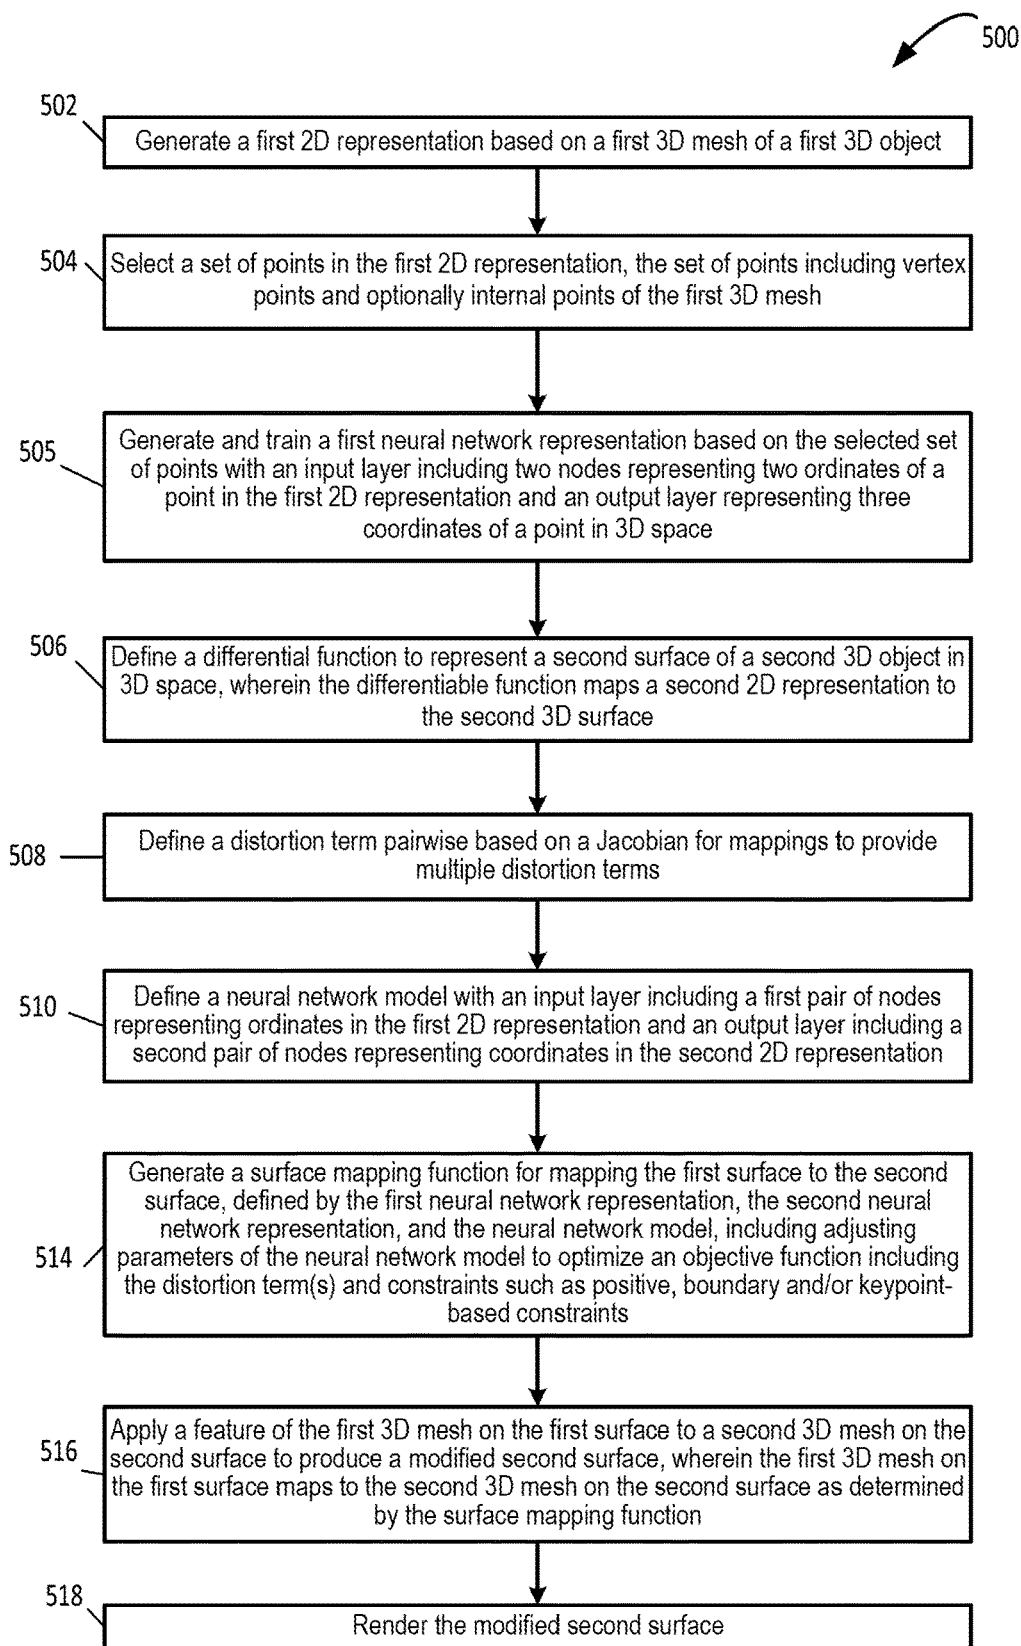 500
502
Generate a first 2D representation based on a first 3D mesh of a first 3D object
504
Select a set of points in the first 2D representation, the set of points including vertex
points and optionally internal points of the first 3D mesh
505
Generate and train a first neural network representation based on the selected set
of points with an input layer including two nodes representing two ordinates of a
point in the first 2D representation and an output layer representing three
coordinates of a point in 3D space
506
Define a differential function to represent a second surface of a second 3D object in
3D space, wherein the differentiable function maps a second 2D representation to
the second 3D surface
508
Define a distortion term pairwise based on a Jacobian for mappings to provide
multiple distortion terms
510
Define a neural network model with an input layer including a first pair of nodes
representing ordinates in the first 2D representation and an output layer including a
second pair of nodes representing coordinates in the second 2D representation
514
Generate a surface mapping function for mapping the first surface to the second
surface, defined by the first neural network representation, the second neural
network representation, and the neural network model, including adjusting
parameters of the neural network model to optimize an objective function including
the distortion term(s) and constraints such as positive, boundary and/or keypoint-
based constraints
516
Apply a feature of the first 3D mesh on the first surface to a second 3D mesh on the
second surface to produce a modified second surface, wherein the first 3D mesh on
the first surface maps to the second 3D mesh on the second surface as determined
by the surface mapping function
518
Render the modified second surface